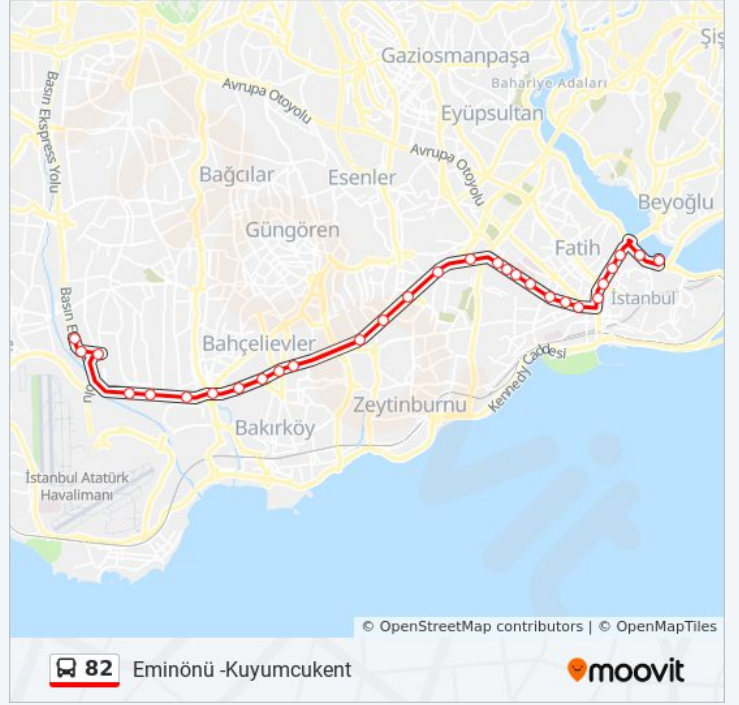 Gaziosmanpaşa
Şiş
Bahariye Adaları
Avrupa Otoyolu
Eyüpsultan
Basın Ekspress Yolu
Avrupa Otoyolu
Bağcılar
Esenler
Beyoğlu
Güngören
Fatih
İstanbul
Basın E
olu
Bahçelievler
Kennedy Caddesi
Zeytinburnu
Bakırköy
İstanbul Atatürk
Havalimanı
© OpenStreetMap contributors | © OpenMapTiles
82 Eminönü -Kuyumcukent
moovit